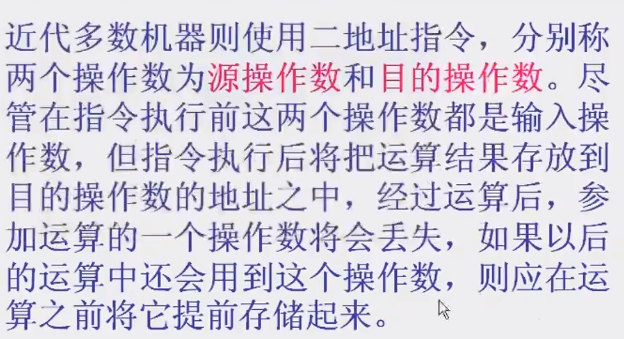 近代多数机器则使用二地址指令，分别称
两个操作数为源操作数和目的操作数。尽
管在指令执行前这两个操作数都是输入操
作数，但指令执行后将把运算结果存放到
目的操作数的地址之中，经过运算后，参
加运算的一个操作数将会丢失，如果以后
的运算中还会用到这个操作数，则应在运
算之前将它提前存储起来。